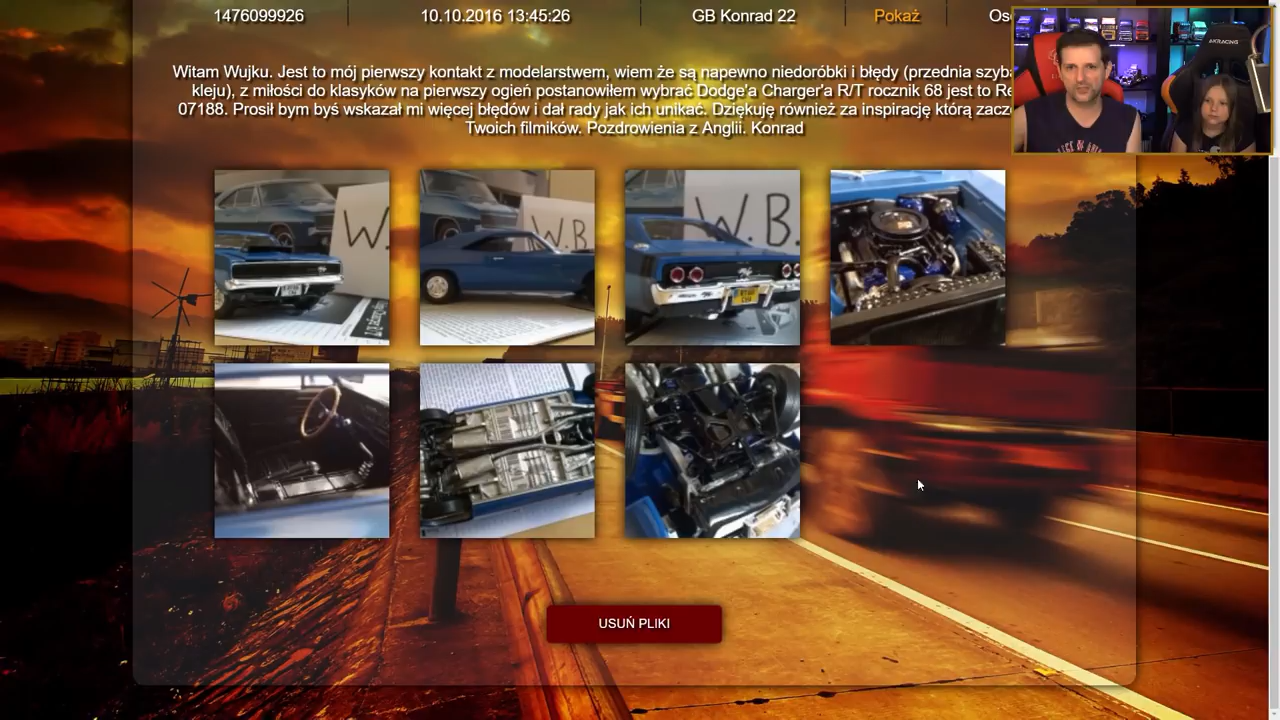 1476099926 10.10.2016 13:45:26 GB Konrad 22 Pokaż
Witam Wujku. Jest to mój pierwszy kontakt z modelarstwem, wiem że są napewno niedoróbki i błędy (przednia szyba
kleju), z miłości do klasyków na pierwszy ogień postanowiłem wybrać Dodge'a Charger'a R/T rocznik 68 jest to
07188. Prosił bym byś wskazał mi więcej błędów i dał rady jak ich unikać. Dziękuję również za inspirację którą
Twoich filmików. Pozdrowienia z Anglii. Konrad
AKRACING
W.
W.B
W.B.
USUŃ PLIKI